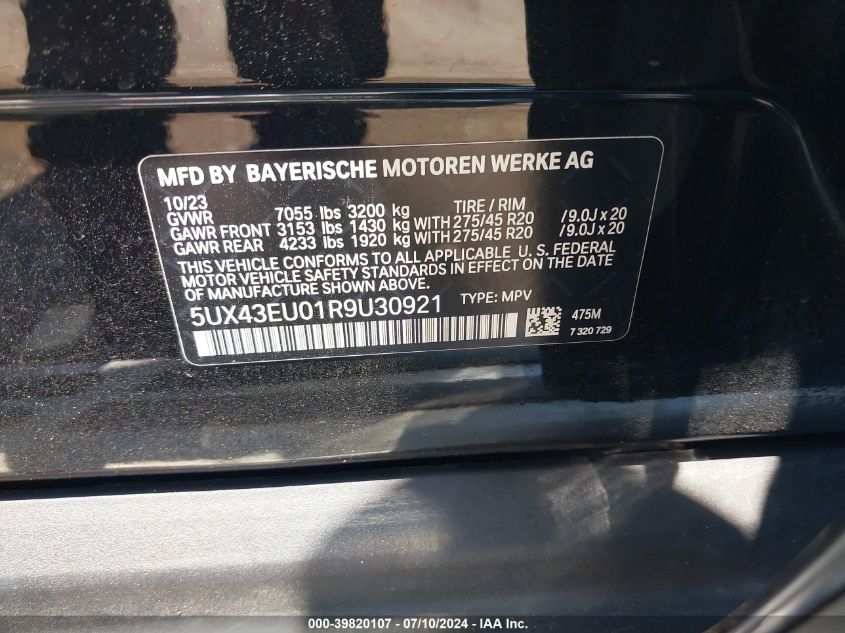 MFD BY BAYERISCHE MOTOREN WERKE AG
10/23 TIRE / RIM
GVWR 7055 lbs 3200 kg
GAWR FRONT 3153 lbs 1430 kg WITH 275/45 R20 /9.0J x 20
GAWR REAR 4233 lbs 1920 kg WITH 275/45 R20 /9.0J x 20
THIS VEHICLE CONFORMS TO ALL APPLICABLE U. S. FEDERAL
MOTOR VEHICLE SAFETY STANDARDS IN EFFECT ON THE DATE
OF MANUFACTURE SHOWN ABOVE.
5UX43EU01R9U30921 TYPE: MPV
475M
7 320 729
000-39820107 - 07/10/2024 - IAA Inc.